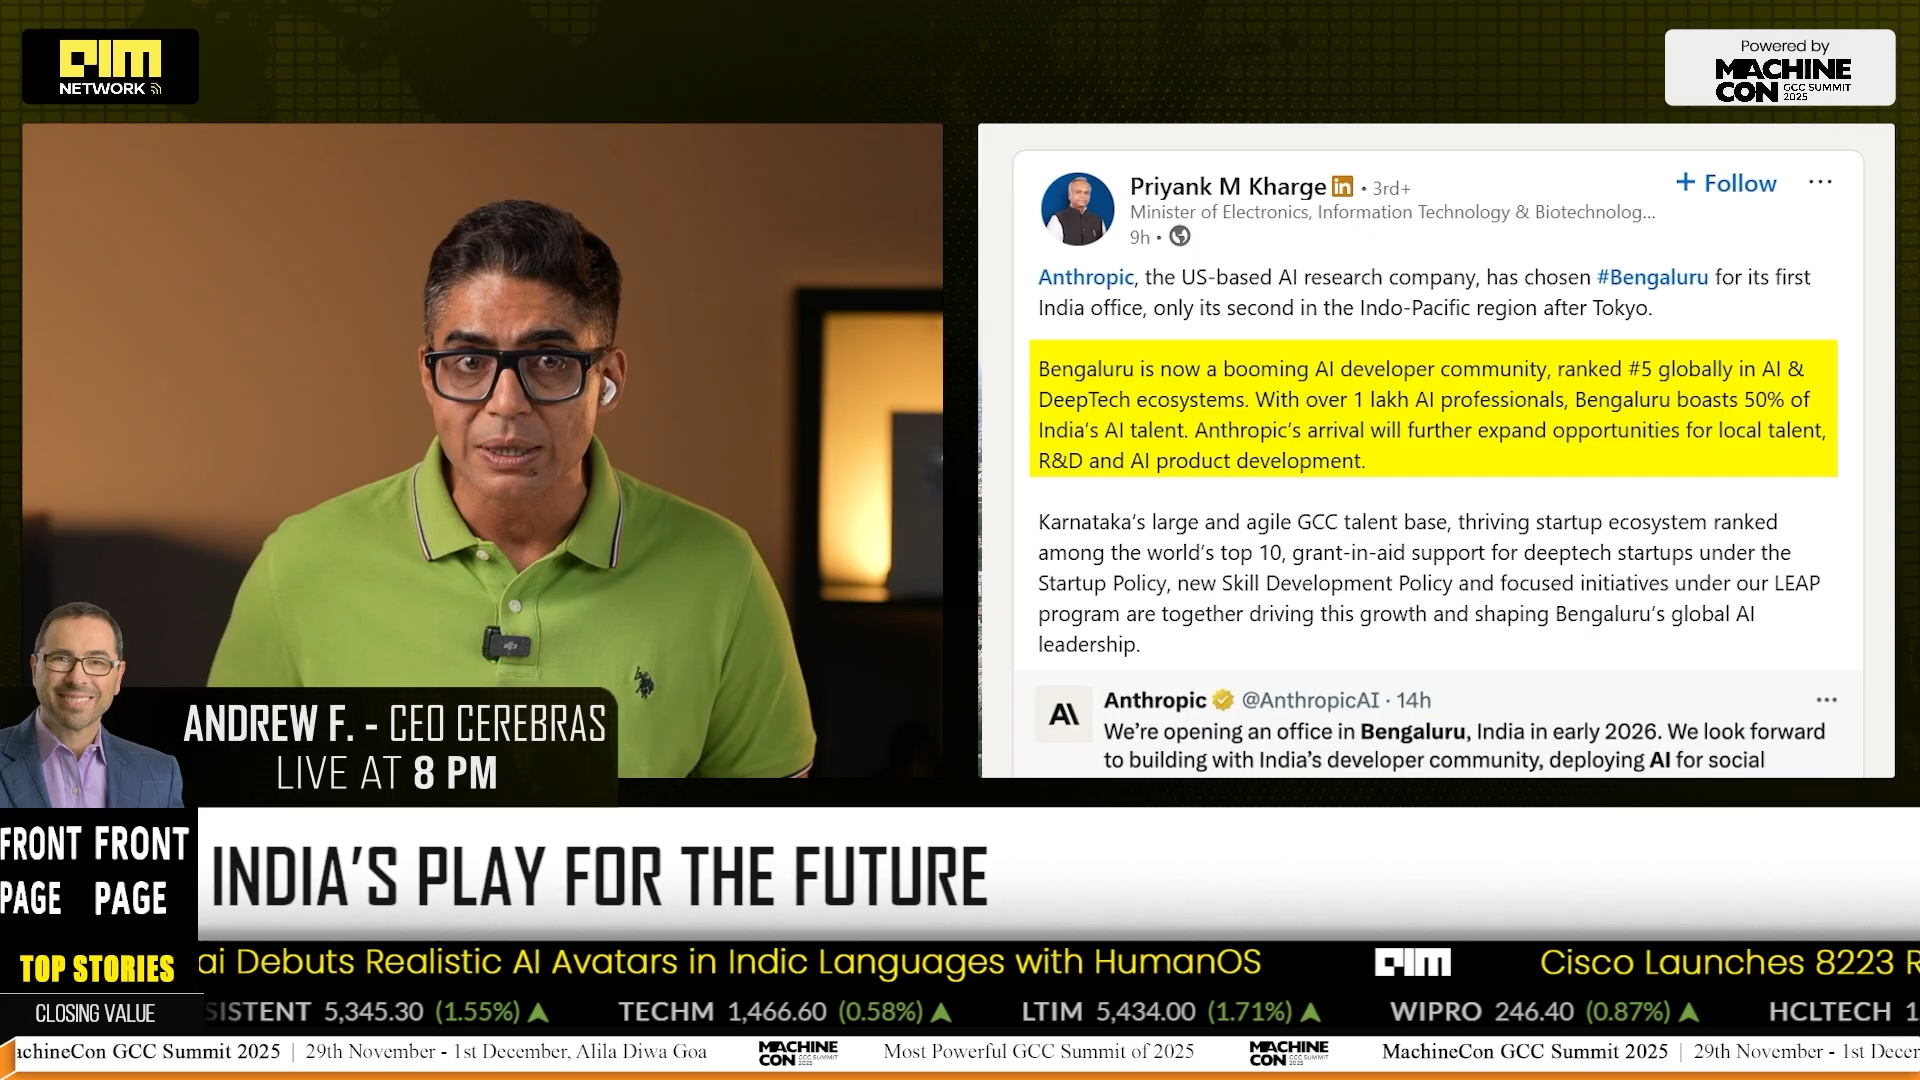 AIM
NETWORK
Powered by
MACHINE
CON GCC SUMMIT
2025
Priyank M Kharge in • 3rd+
+ Follow ...
Minister of Electronics, Information Technology & Biotechnolog...
9h •
Anthropic, the US-based AI research company, has chosen #Bengaluru for its first
India office, only its second in the Indo-Pacific region after Tokyo.
Bengaluru is now a booming AI developer community, ranked #5 globally in AI &
DeepTech ecosystems. With over 1 lakh AI professionals, Bengaluru boasts 50% of
India's AI talent. Anthropic's arrival will further expand opportunities for local talent,
R&D and AI product development.
Karnataka's large and agile GCC talent base, thriving startup ecosystem ranked
among the world's top 10, grant-in-aid support for deeptech startups under the
Startup Policy, new Skill Development Policy and focused initiatives under our LEAP
program are together driving this growth and shaping Bengaluru's global AI
leadership.
A\ Anthropic @AnthropicAI · 14h ...
We're opening an office in Bengaluru, India in early 2026. We look forward
to building with India's developer community, deploying AI for social
ANDREW F. - CEO CEREBRAS
LIVE AT 8 PM
FRONT FRONT
PAGE PAGE
INDIA'S PLAY FOR THE FUTURE
TOP STORIES
ai Debuts Realistic AI Avatars in Indic Languages with HumanOS AIM Cisco Launches 8223 R
CLOSING VALUE
SISTENT 5,345.30 (1.55%) TECHM 1,466.60 (0.58%) LTIM 5,434.00 (1.71%) WIPRO 246.40 (0.87%) HCLTECH 1
achineCon GCC Summit 2025 | 29th November - 1st December, Alila Diwa Goa MACHINE CON GCC SUMMIT 2025 Most Powerful GCC Summit of 2025 MACHINE CON GCC SUMMIT 2025 MachineCon GCC Summit 2025 | 29th November - 1st Decem